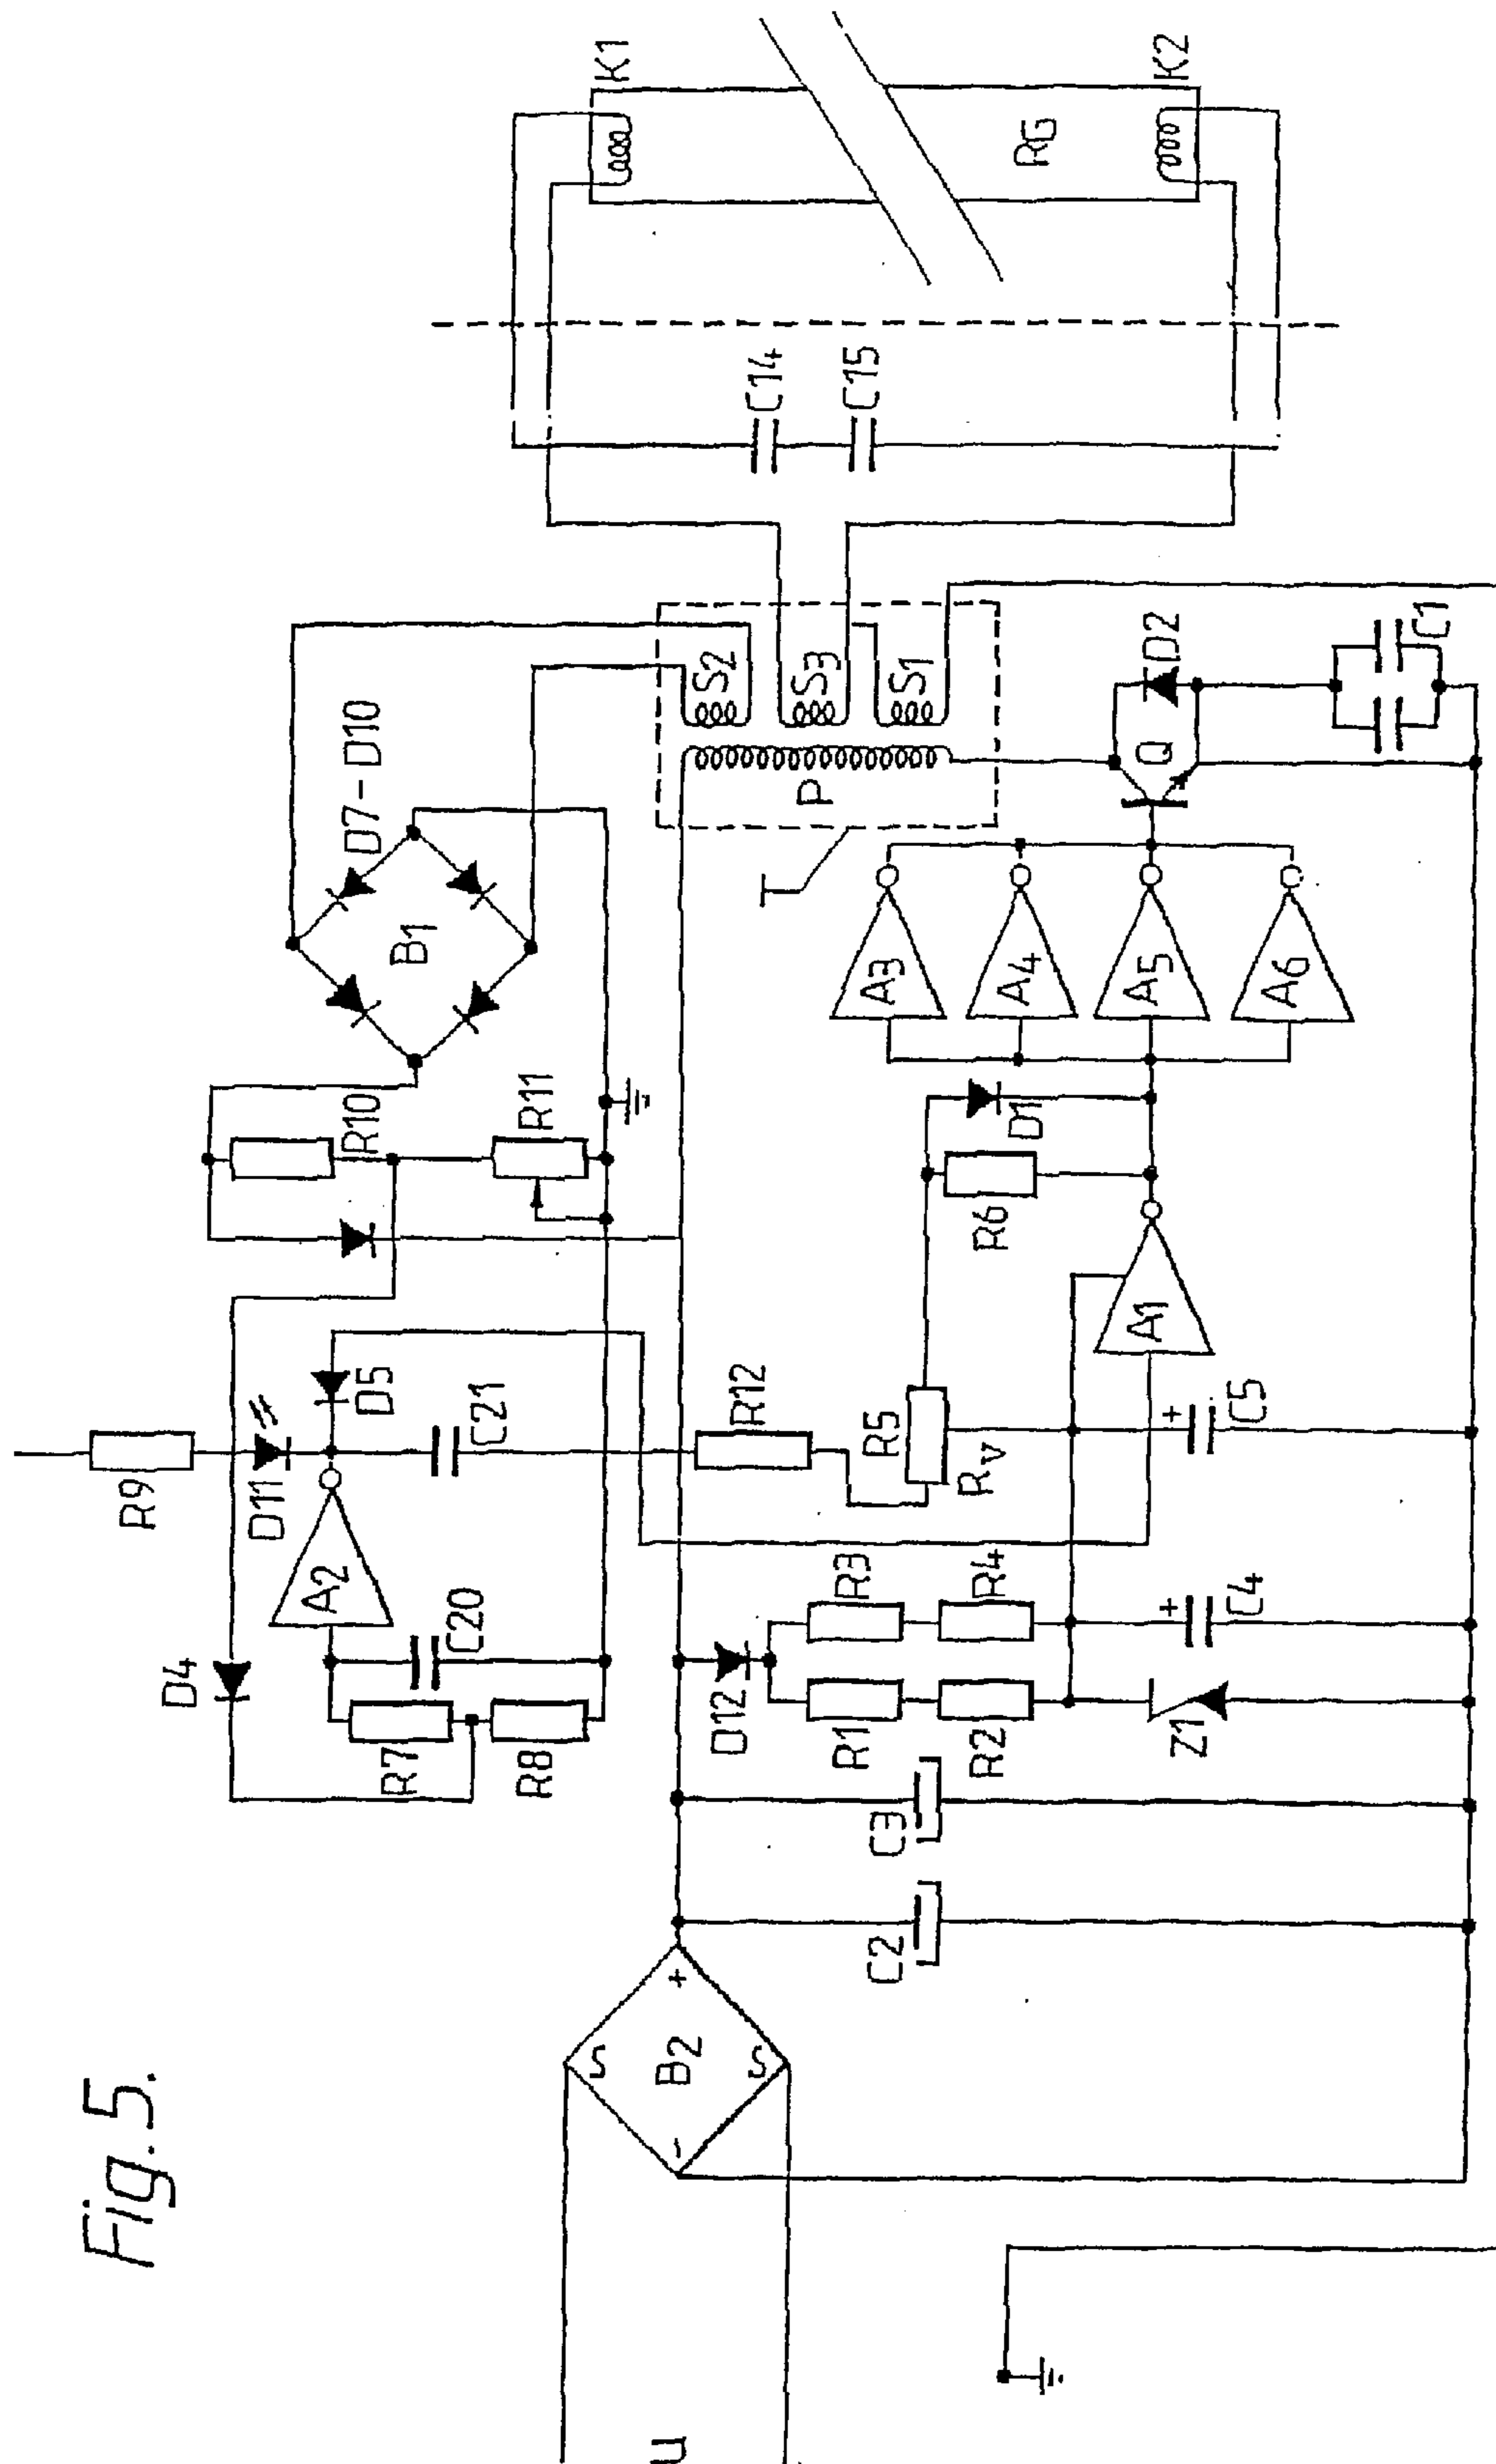 Fig. 5.
u
B2
S
S
+
-
C2
C3
D4
R7
R8
C20
A2
R9
D11
D5
C21
R12
D12
R1
R2
R3
R4
Z1
+
C4
R5
Rv
+
C5
A1
R6
D1
R10
R11
B1
D7-D10
A3
A4
A5
A6
T
P
S2
S3
S1
Q
D2
C1
C14
C15
K1
RG
K2